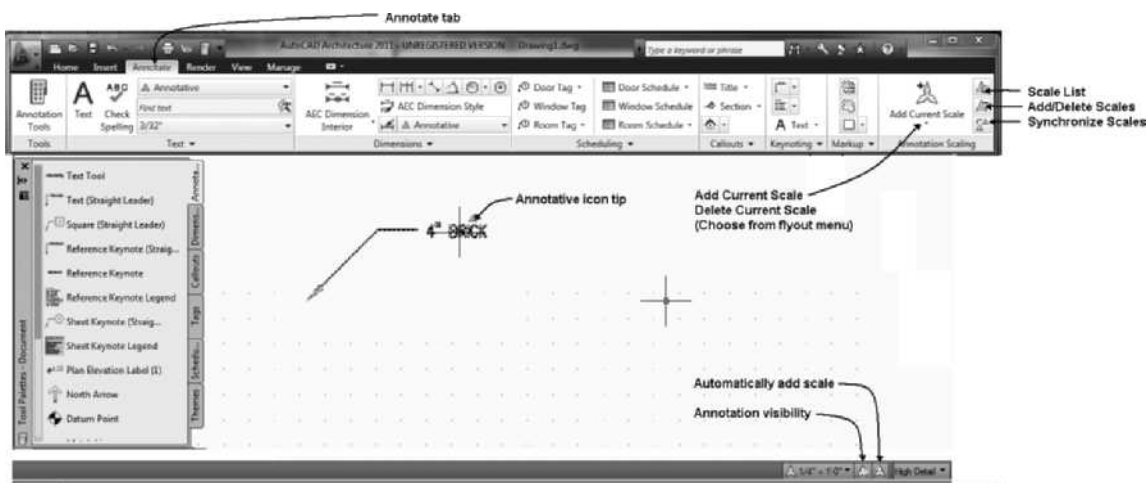 Annotate tab
AutoCAD Architecture 2011 - UNREGISTERED VERSION Drawing1.dwg
Type a keyword or phrase
Home Insert Annotate Render View Manage
Annotation Tools
Text
Check Spelling
Annotative
Find text
3/32"
AEC Dimension Interior
AEC Dimension Style
Annotative
Door Tag
Window Tag
Room Tag
Door Schedule
Window Schedule
Room Schedule
Title
Section
A Text
Add Current Scale
Tools
Text
Dimensions
Scheduling
Callouts
Keynoting
Markup
Annotation Scaling
Scale List
Add/Delete Scales
Synchronize Scales
Text Tool
Text (Straight Leader)
Square (Straight Leader)
Reference Keynote (Straig...
Reference Keynote
Reference Keynote Legend
Sheet Keynote (Straig...
Sheet Keynote Legend
Plan Elevation Label (1)
North Arrow
Datum Point
Annota...
Dimens...
Callouts
Tags
Schedu...
Themes
Tool Palettes - Document
4" BRICK
Annotative icon tip
Add Current Scale
Delete Current Scale
(Choose from flyout menu)
Automatically add scale
Annotation visibility
1/4" = 1'-0"
High Detail